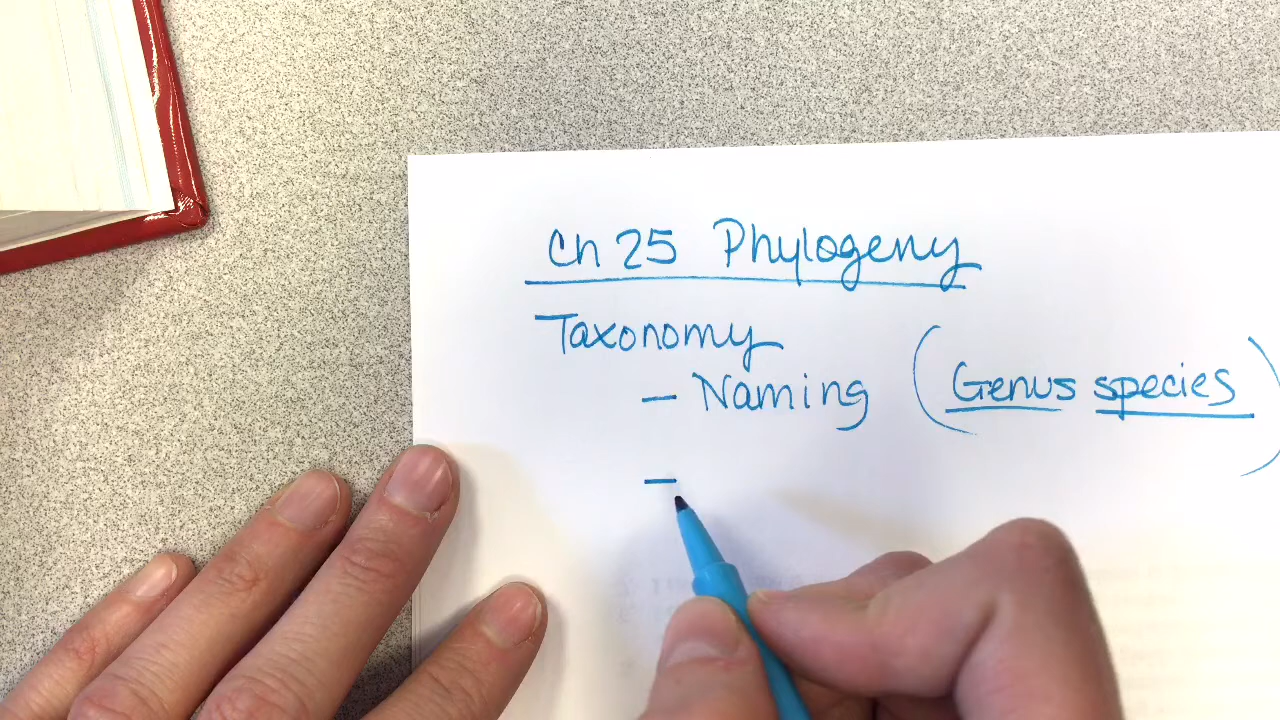 Ch 25 Phylogeny
Taxonomy
– Naming (Genus species)
–